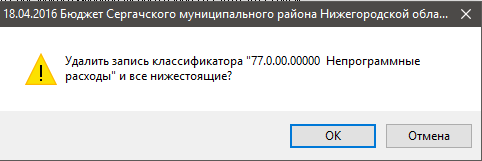 18.04.2016 Бюджет Сергачского муниципального района Нижегородской обла...
Удалить запись классификатора "77.0.00.00000 Непрограммные
расходы" и все нижестоящие?
OK
Отмена